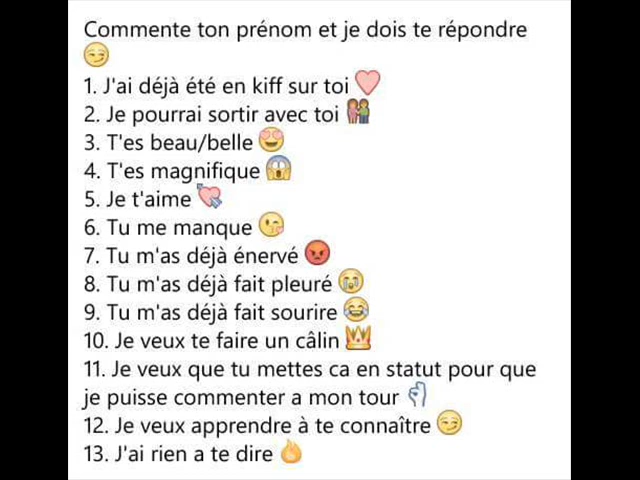 Commente ton prénom et je dois te répondre
😏
1. J'ai déjà été en kiff sur toi ❤️
2. Je pourrai sortir avec toi 👫
3. T'es beau/belle 😍
4. T'es magnifique 😱
5. Je t'aime 💘
6. Tu me manque 😘
7. Tu m'as déjà énervé 😡
8. Tu m'as déjà fait pleuré 😭
9. Tu m'as déjà fait sourire 😂
10. Je veux te faire un câlin 👑
11. Je veux que tu mettes ca en statut pour que
je puisse commenter a mon tour 👌
12. Je veux apprendre à te connaître 😏
13. J'ai rien a te dire 🔥